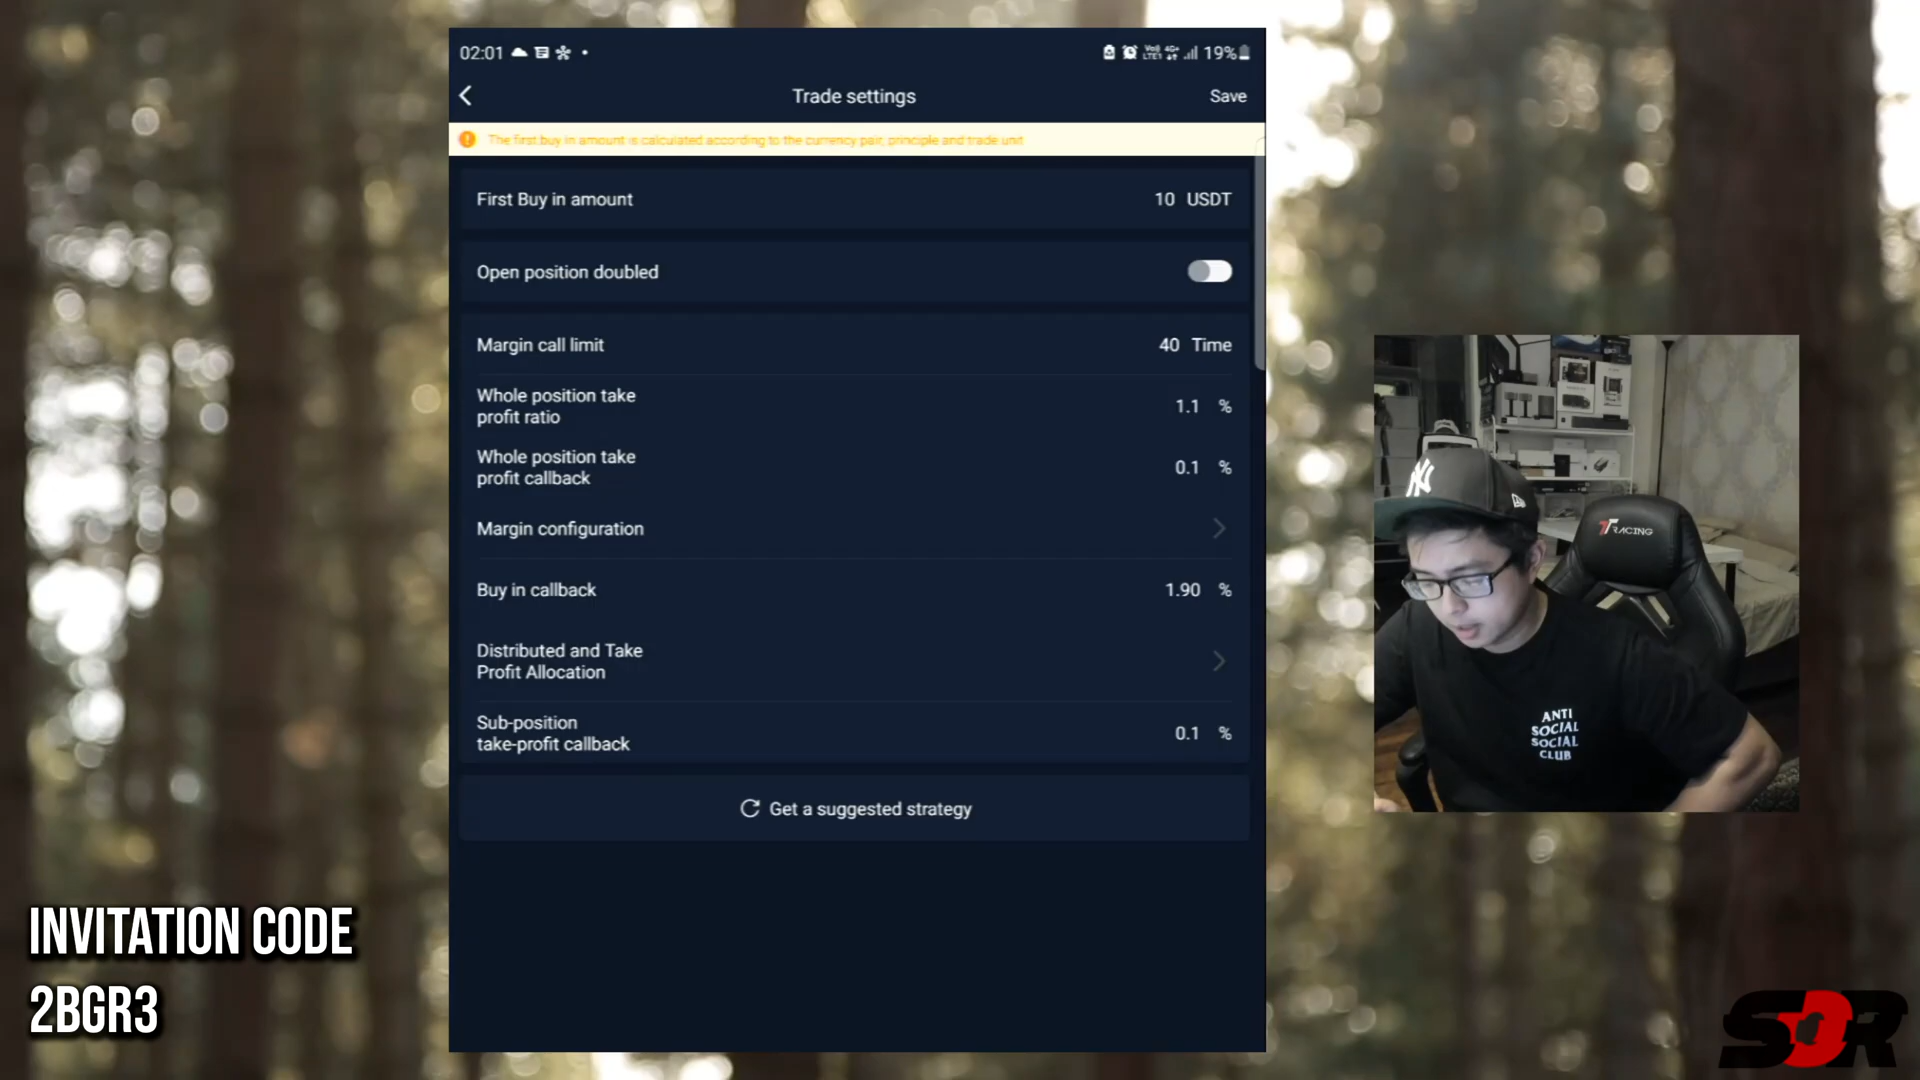 02:01
19%
Trade settings
Save
The first buy in amount is calculated according to the currency pair, principle and trade unit
First Buy in amount
10 USDT
Open position doubled
Margin call limit
40 Time
Whole position take
profit ratio
1.1 %
Whole position take
profit callback
0.1 %
Margin configuration
Buy in callback
1.90 %
Distributed and Take
Profit Allocation
Sub-position
take-profit callback
0.1 %
Get a suggested strategy
TTRACING
ANTI
SOCIAL
SOCIAL
CLUB
INVITATION CODE
2BGR3
SDR